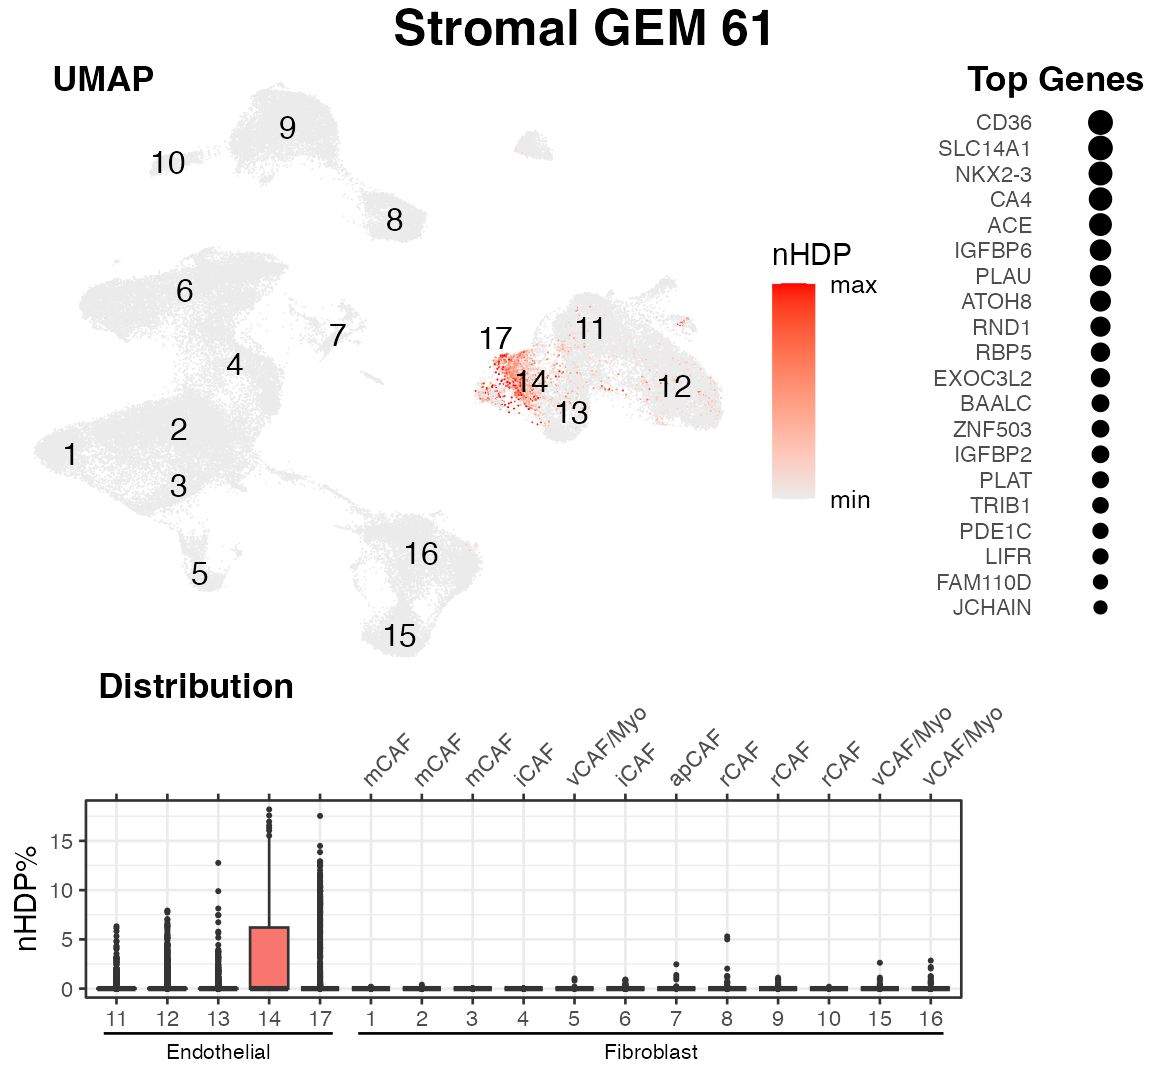 Stromal GEM 61
UMAP
9
10
8
6
7
4
2
1
3
5
16
15
17
11
14
12
13
nHDP
max
min
Top Genes
CD36
SLC14A1
NKX2-3
CA4
ACE
IGFBP6
PLAU
ATOH8
RND1
RBP5
EXOC3L2
BAALC
ZNF503
IGFBP2
PLAT
TRIB1
PDE1C
LIFR
FAM110D
JCHAIN
Distribution
mCAF
mCAF
mCAF
iCAF
vCAF/Myo
iCAF
apCAF
rCAF
rCAF
rCAF
vCAF/Myo
vCAF/Myo
nHDP%
15
10
5
0
11 12 13 14 17 1 2 3 4 5 6 7 8 9 10 15 16
Endothelial Fibroblast